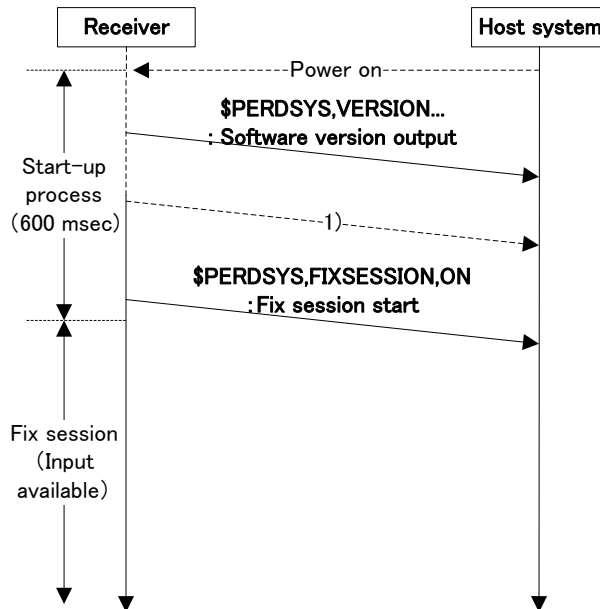 Receiver
Host system
Power on
$PERDSYS,VERSION...
: Software version output
Start-up
process
(600 msec)
1)
$PERDSYS,FIXSESSION,ON
:Fix session start
Fix session
(Input
available)